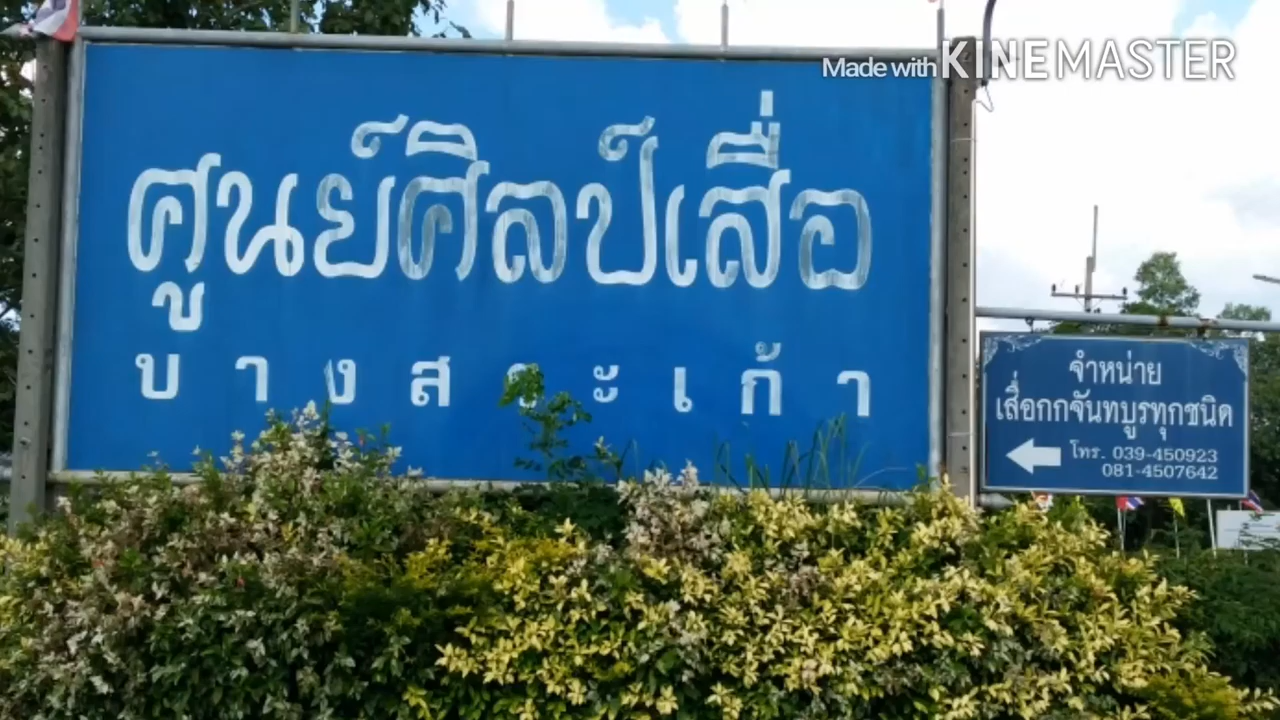 Made with KINEMASTER
ศูนย์ศิลป์เสื่อ
บางสระเก้า
จำหน่าย
เสื่อกกจันทบูรทุกชนิด
โทร. 039-450923
081-4507642